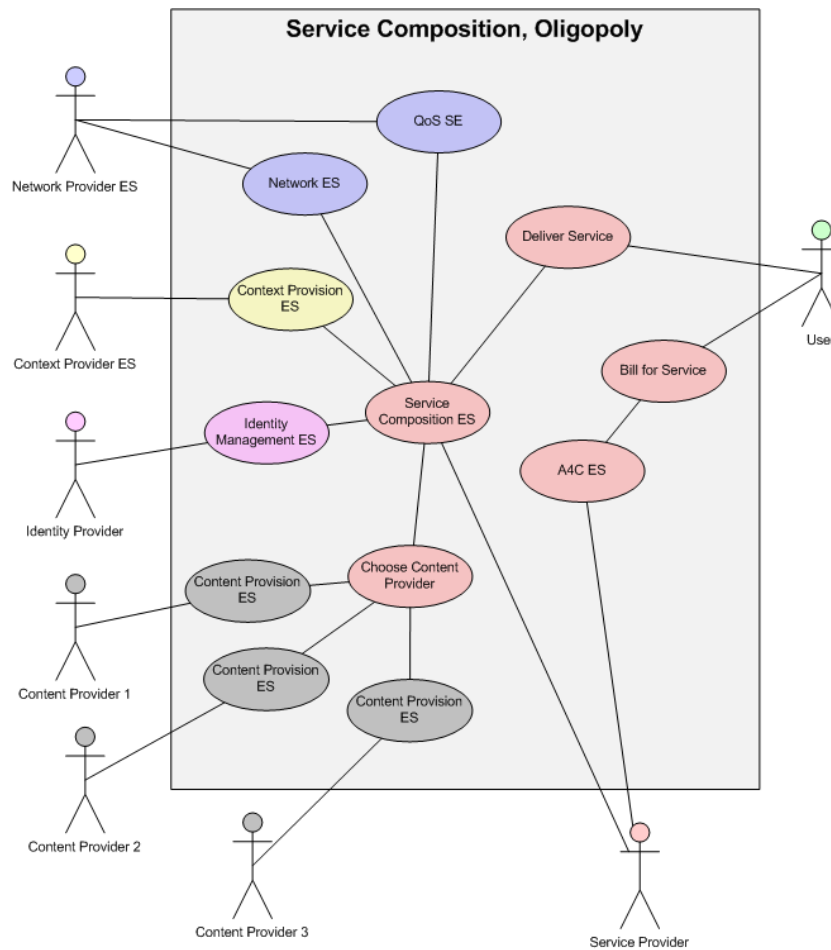 Service Composition, Oligopoly
QoS SE
Network Provider ES
Network ES
Deliver Service
Context Provision
ES
Context Provider ES
Use
Bill for Service
Service
Composition ES
Identity
Management ES
A4C ES
Identity Provider
Choose Content
Provider
Content Provision
ES
Content Provider 1
Content Provision
ES
Content Provision
ES
Content Provider 2
Content Provider 3
Service Provider